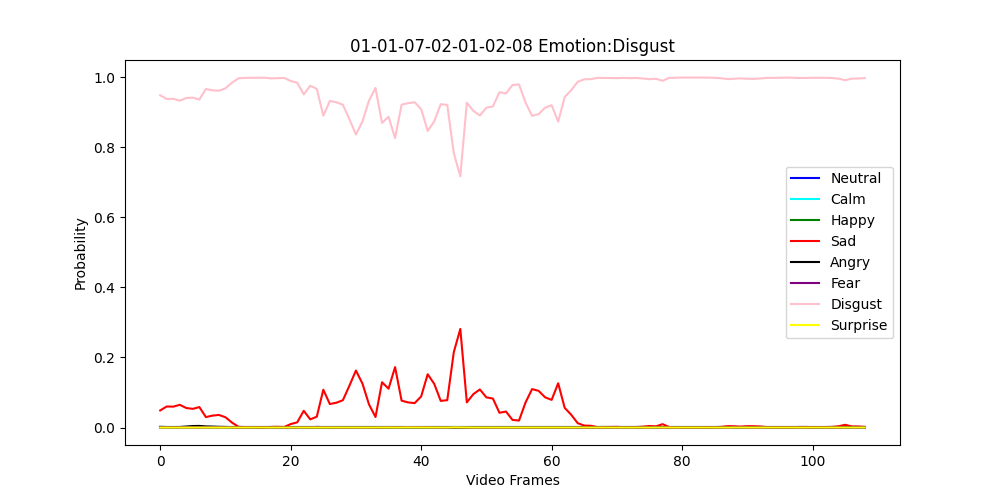 01-01-07-02-01-02-08 Emotion:Disgust
1.0
0.8
0.6
0.4
0.2
0.0
Probability
Neutral
Calm
Happy
Sad
Angry
Fear
Disgust
Surprise
0 20 40 60 80 100
Video Frames